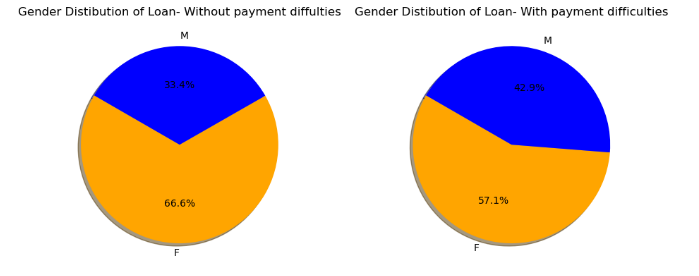 Gender Distibution of Loan- Without payment diffulties
M
33.4%
66.6%
F
Gender Distibution of Loan- With payment difficulties
M
42.9%
57.1%
F